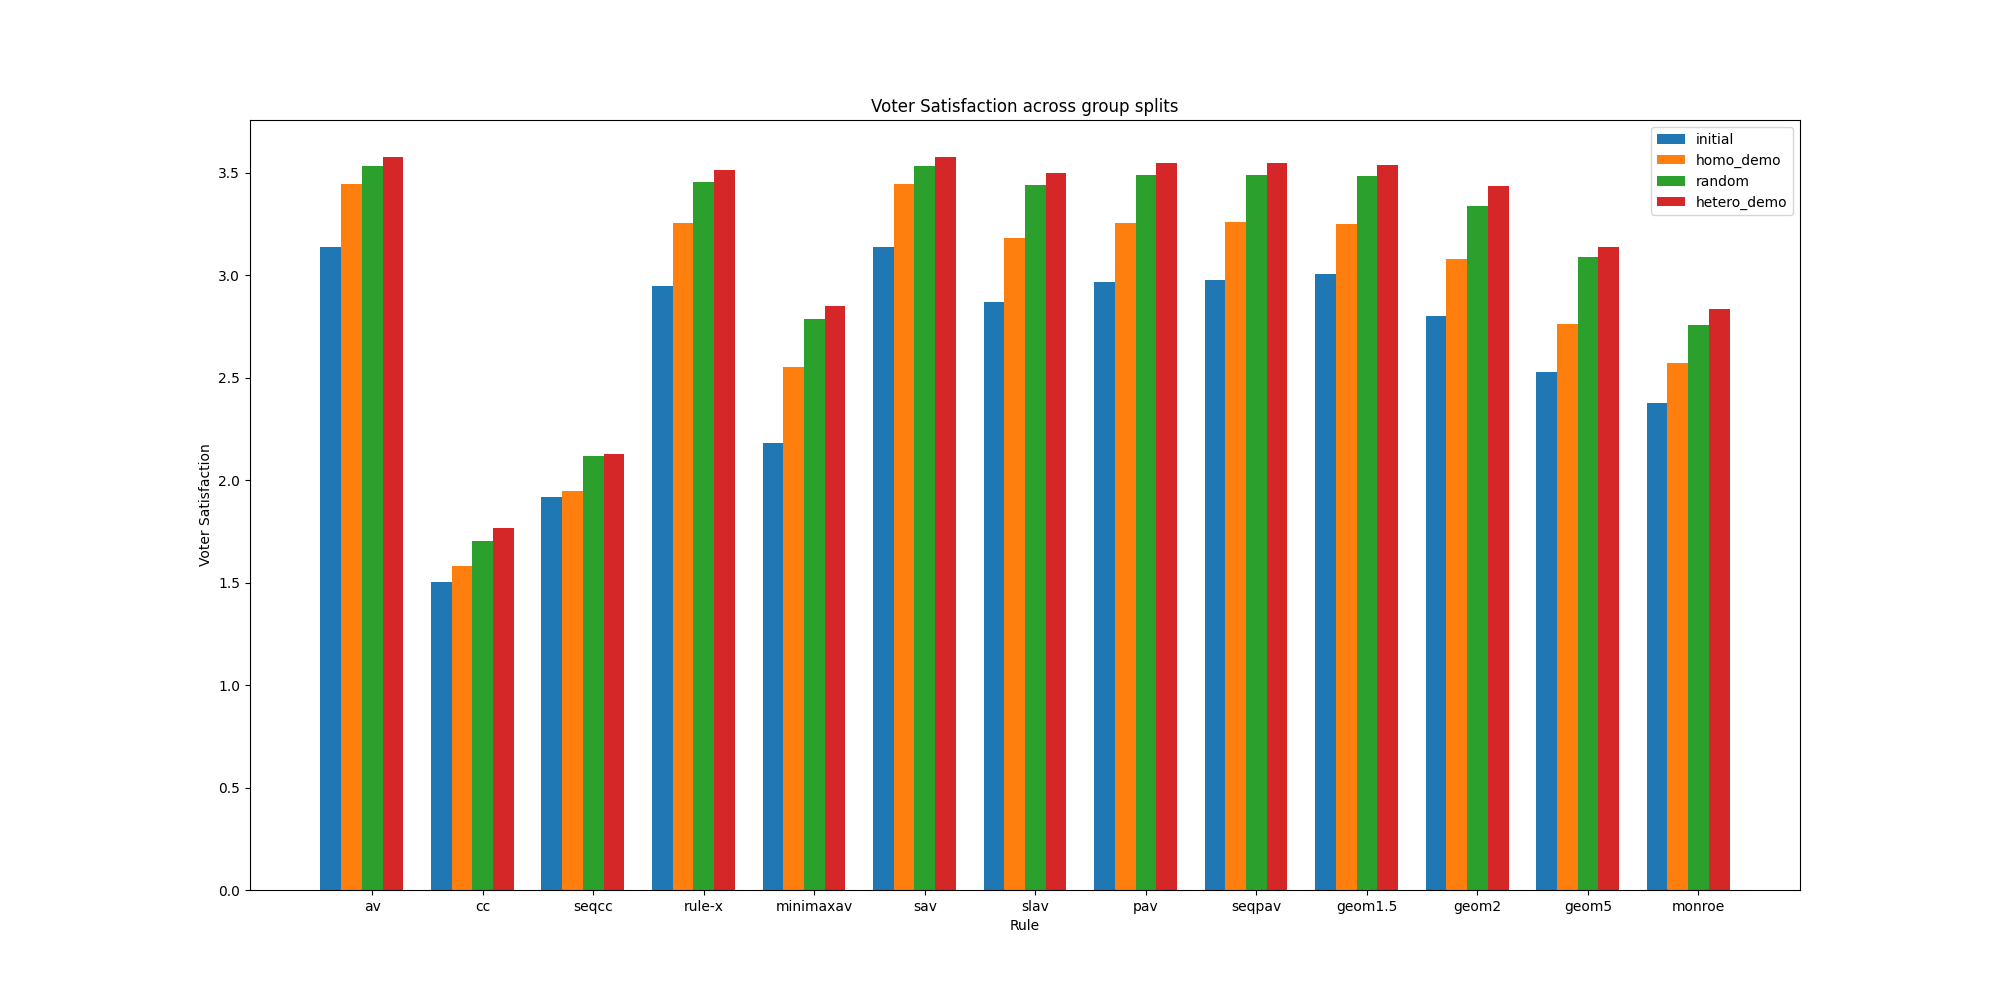 Voter Satisfaction across group splits
initial
homo_demo
random
hetero_demo
Voter Satisfaction
3.5
3.0
2.5
2.0
1.5
1.0
0.5
0.0
av cc seqcc rule-x minimaxav sav slav pav seqpav geom1.5 geom2 geom5 monroe
Rule